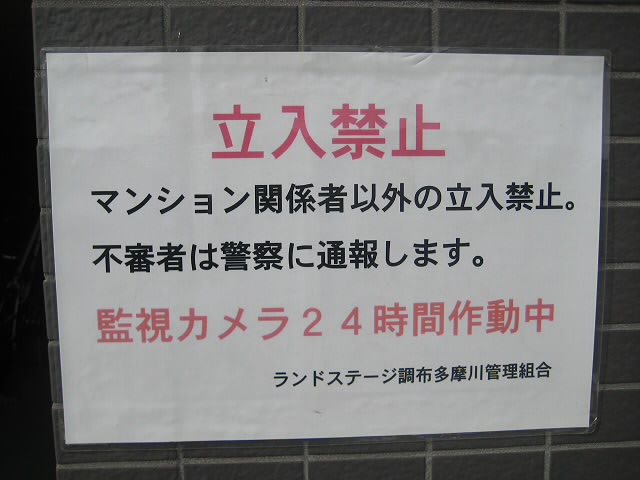 立入禁止
マンション関係者以外の立入禁止。
不審者は警察に通報します。
監視カメラ２４時間作動中
ランドステージ調布多摩川管理組合